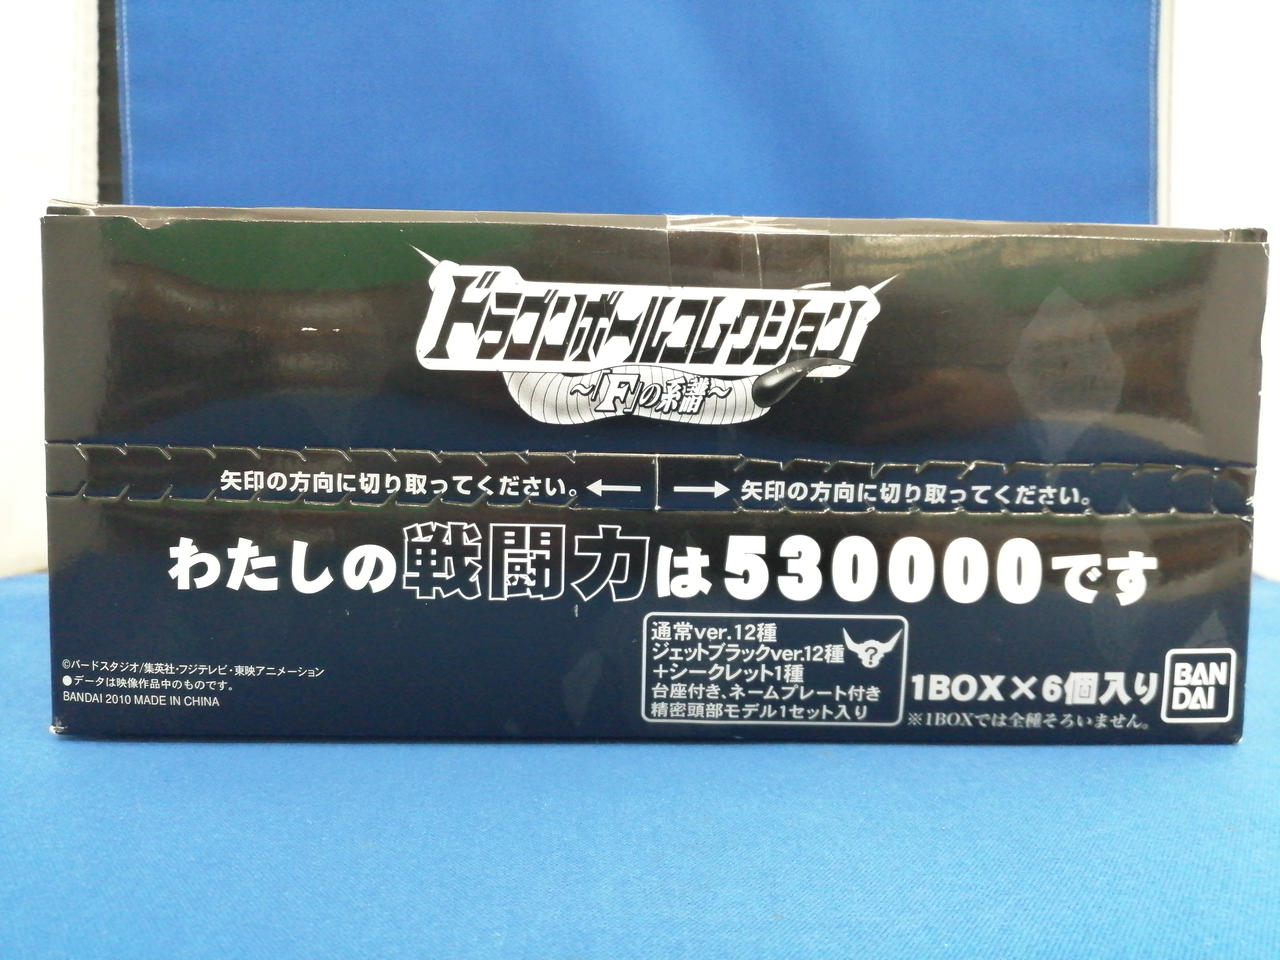 ドラゴンボールコレクション
～「F」の系譜～
矢印の方向に切り取ってください。← → 矢印の方向に切り取ってください。
わたしの戦闘力は530000です
©バードスタジオ/集英社・フジテレビ・東映アニメーション
●データは映像作品中のものです。
BANDAI 2010 MADE IN CHINA
通常ver.12種
ジェットブラックver.12種
+シークレット1種
?
台座付き、ネームプレート付き
精密頭部モデル1セット入り
1BOX×6個入り
※1BOXでは全種そろいません。
BAN
DAI